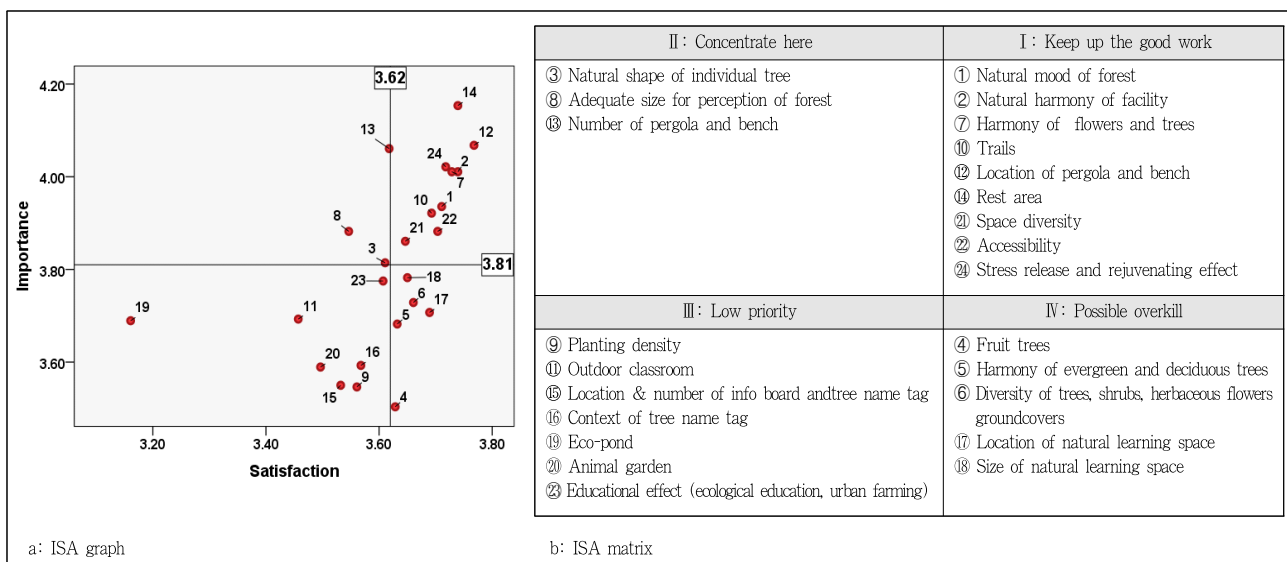 4.20
4.00
3.80
3.60
Importance
3.62
3.81
14
13
12
24
2
7
10
1
8
21
22
3
23
18
19
11
6
17
5
20
16
15
9
4
3.20
3.40
3.60
3.80
Satisfaction
a: ISA graph
Ⅱ: Concentrate here
③ Natural shape of individual tree
⑧ Adequate size for perception of forest
⑬ Number of pergola and bench
Ⅰ: Keep up the good work
① Natural mood of forest
② Natural harmony of facility
⑦ Harmony of flowers and trees
⑩ Trails
⑫ Location of pergola and bench
⑭ Rest area
㉑ Space diversity
㉒ Accessibility
㉔ Stress release and rejuvenating effect
Ⅲ: Low priority
⑨ Planting density
⑪ Outdoor classroom
⑮ Location & number of info board andtree name tag
⑯ Context of tree name tag
⑲ Eco-pond
⑳ Animal garden
㉓ Educational effect (ecological education, urban farming)
Ⅳ: Possible overkill
④ Fruit trees
⑤ Harmony of evergreen and deciduous trees
⑥ Diversity of trees, shrubs, herbaceous flowers
groundcovers
⑰ Location of natural learning space
⑱ Size of natural learning space
b: ISA matrix